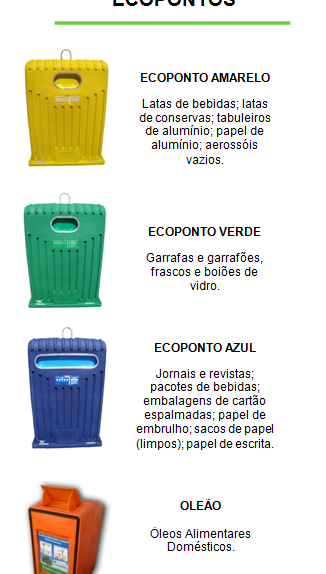 ECOPONTOS
ECOPONTO AMARELO
Latas de bebidas; latas
de conservas; tabuleiros
de alumínio; papel de
alumínio; aerossóis
vazios.
ECOPONTO VERDE
Garrafas e garrafões,
frascos e boiões de
vidro.
ECOPONTO AZUL
Jornais e revistas;
pacotes de bebidas;
embalagens de cartão
espalmadas; papel de
embrulho; sacos de papel
(limpos); papel de escrita.
OLEÃO
Óleos Alimentares
Domésticos.